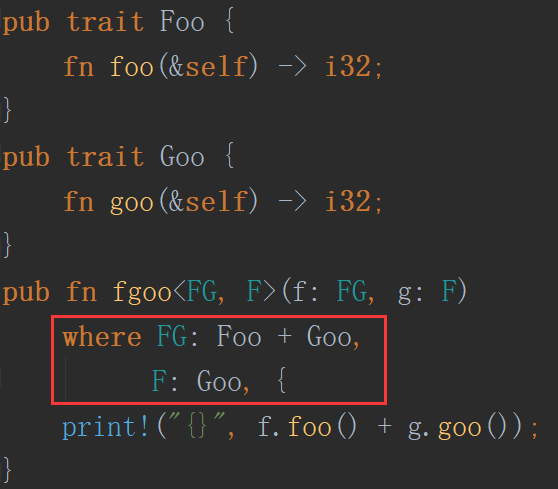 pub trait Foo {
    fn foo(&self) -> i32;
}
pub trait Goo {
    fn goo(&self) -> i32;
}
pub fn fgoo<FG, F>(f: FG, g: F)
    where FG: Foo + Goo,
          F: Goo, {
    print!("{}", f.foo() + g.goo());
}